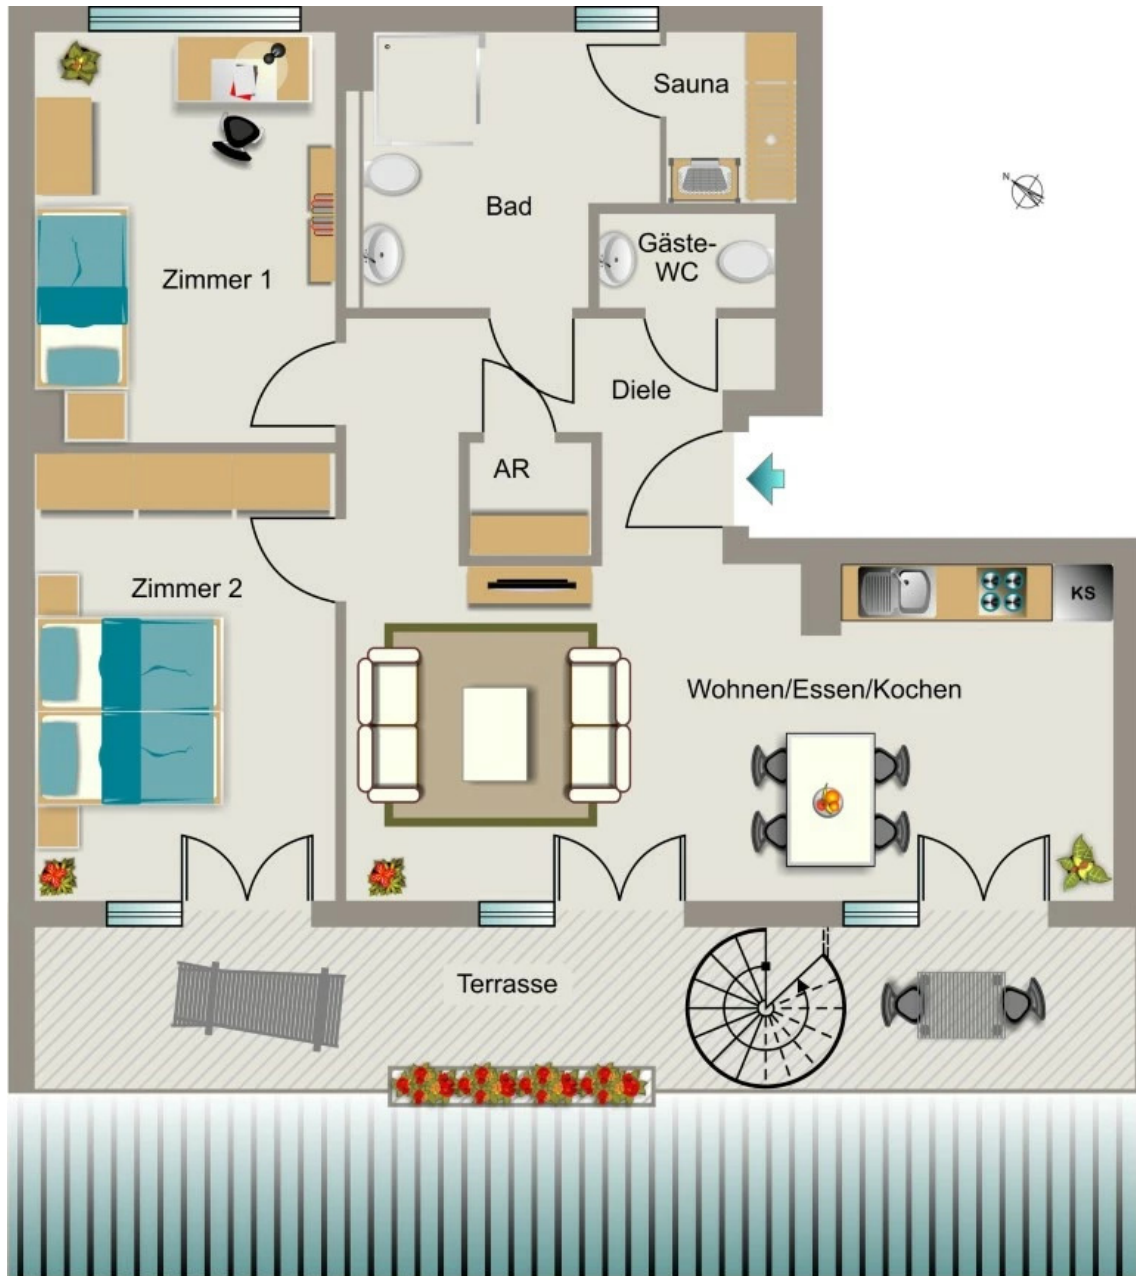 Sauna
N
Bad
Gäste-
WC
Zimmer 1
Diele
AR
Zimmer 2
KS
Wohnen/Essen/Kochen
Terrasse